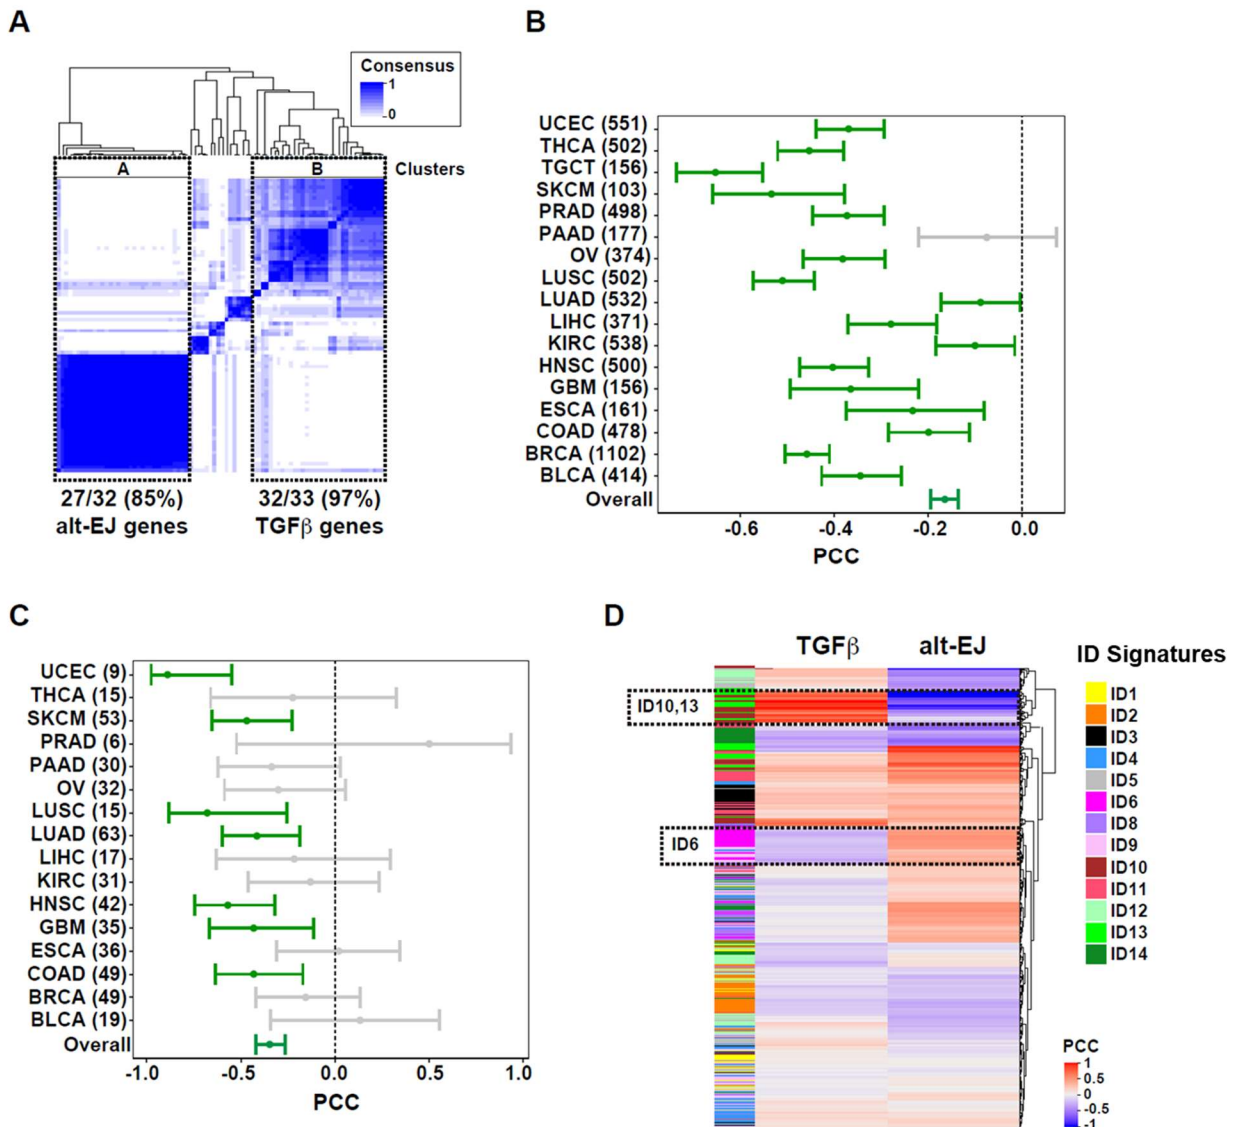 A
Consensus
1
0
A
B
Clusters
27/32 (85%)
alt-EJ genes
32/33 (97%)
TGFβ genes
B
UCEC (551)
THCA (502)
TGCT (156)
SKCM (103)
PRAD (498)
PAAD (177)
OV (374)
LUSC (502)
LUAD (532)
LIHC (371)
KIRC (538)
HNSC (500)
GBM (156)
ESCA (161)
COAD (478)
BRCA (1102)
BLCA (414)
Overall
-0.6 -0.4 -0.2 0.0
PCC
C
UCEC (9)
THCA (15)
SKCM (53)
PRAD (6)
PAAD (30)
OV (32)
LUSC (15)
LUAD (63)
LIHC (17)
KIRC (31)
HNSC (42)
GBM (35)
ESCA (36)
COAD (49)
BRCA (49)
BLCA (19)
Overall
-1.0 -0.5 0.0 0.5 1.0
PCC
D
TGFβ alt-EJ
ID10,13
ID6
ID Signatures
ID1
ID2
ID3
ID4
ID5
ID6
ID8
ID9
ID10
ID11
ID12
ID13
ID14
PCC
1
0.5
0
-0.5
-1